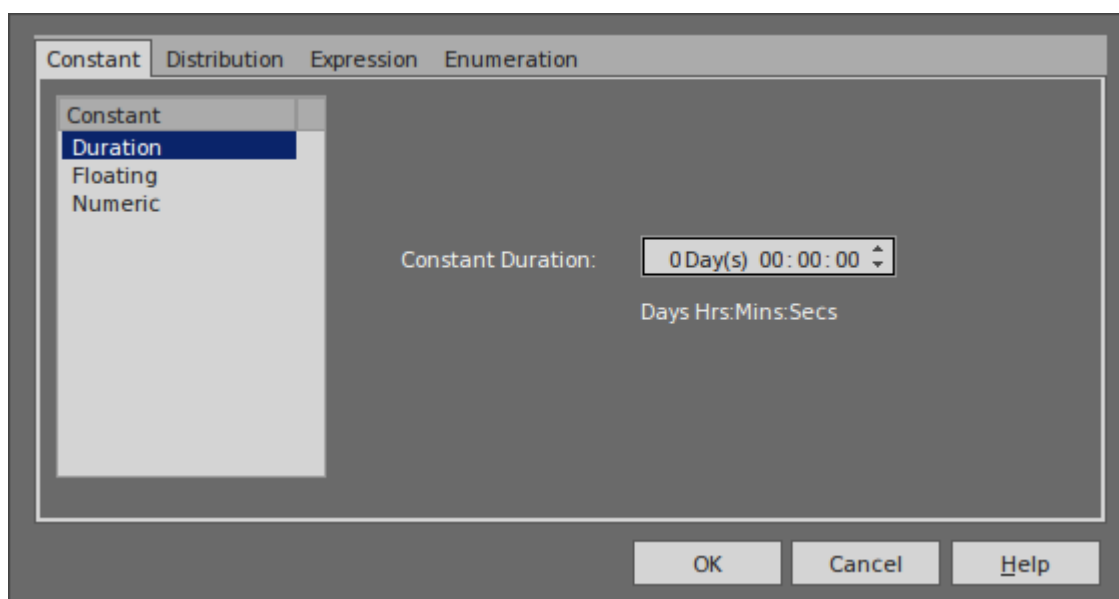 Constant Distribution Expression Enumeration
Constant
Duration
Floating
Numeric
Constant Duration: 0 Day(s) 00:00:00
Days Hrs:Mins:Secs
OK Cancel Help